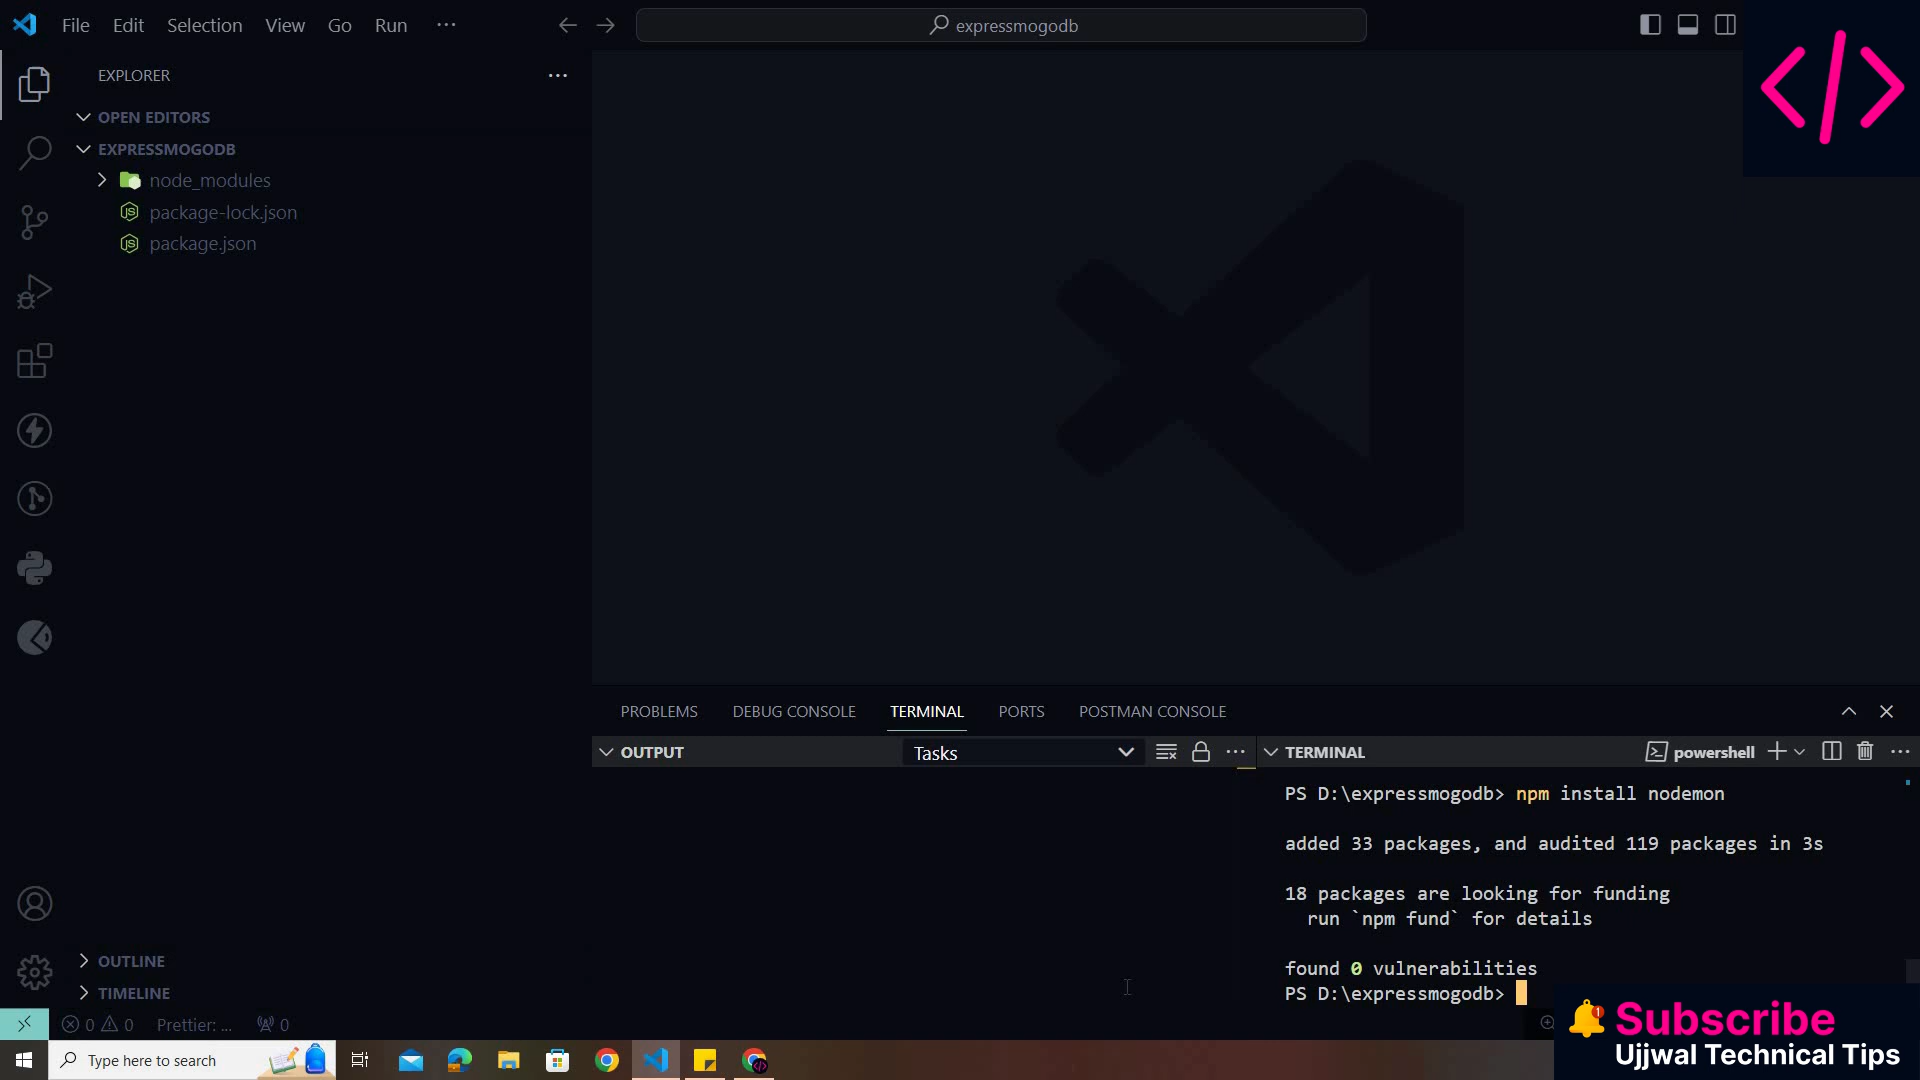 File Edit Selection View Go Run ···
expressmogodb
EXPLORER
OPEN EDITORS
EXPRESSMOGODB
node_modules
package-lock.json
package.json
OUTLINE
TIMELINE
PROBLEMS DEBUG CONSOLE TERMINAL PORTS POSTMAN CONSOLE
OUTPUT Tasks
TERMINAL powershell
PS D:\expressmogodb> npm install nodemon
added 33 packages, and audited 119 packages in 3s
18 packages are looking for funding
run `npm fund` for details
found 0 vulnerabilities
PS D:\expressmogodb>
0 0 Prettier: ... 0
Type here to search
1
Subscribe
Ujjwal Technical Tips